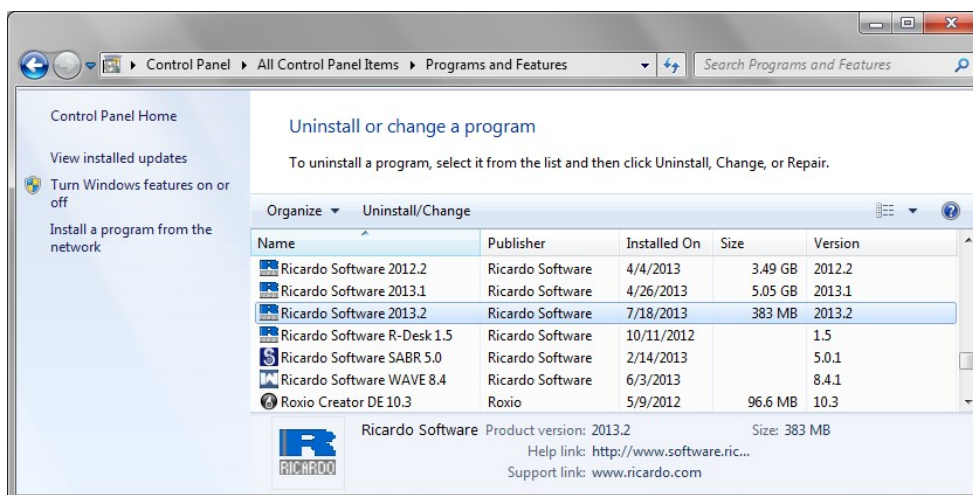 Control Panel All Control Panel Items Programs and Features Search Programs and Features
Control Panel Home
View installed updates
Turn Windows features on or
off
Install a program from the
network
Uninstall or change a program
To uninstall a program, select it from the list and then click Uninstall, Change, or Repair.
Organize Uninstall/Change
Name Publisher Installed On Size Version
Ricardo Software 2012.2 Ricardo Software 4/4/2013 3.49 GB 2012.2
Ricardo Software 2013.1 Ricardo Software 4/26/2013 5.05 GB 2013.1
Ricardo Software 2013.2 Ricardo Software 7/18/2013 383 MB 2013.2
Ricardo Software R-Desk 1.5 Ricardo Software 10/11/2012 1.5
Ricardo Software SABR 5.0 Ricardo Software 2/14/2013 5.0.1
Ricardo Software WAVE 8.4 Ricardo Software 6/3/2013 8.4.1
Roxio Creator DE 10.3 Roxio 5/9/2012 96.6 MB 10.3
Ricardo Software Product version: 2013.2 Size: 383 MB
Help link: http://www.software.ric...
Support link: www.ricardo.com
RICARDO